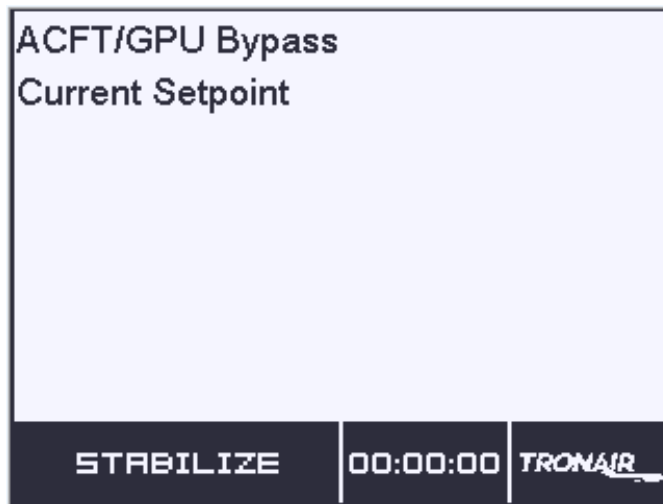 ACFT/GPU Bypass
Current Setpoint
STABILIZE 00:00:00 TRONAIR